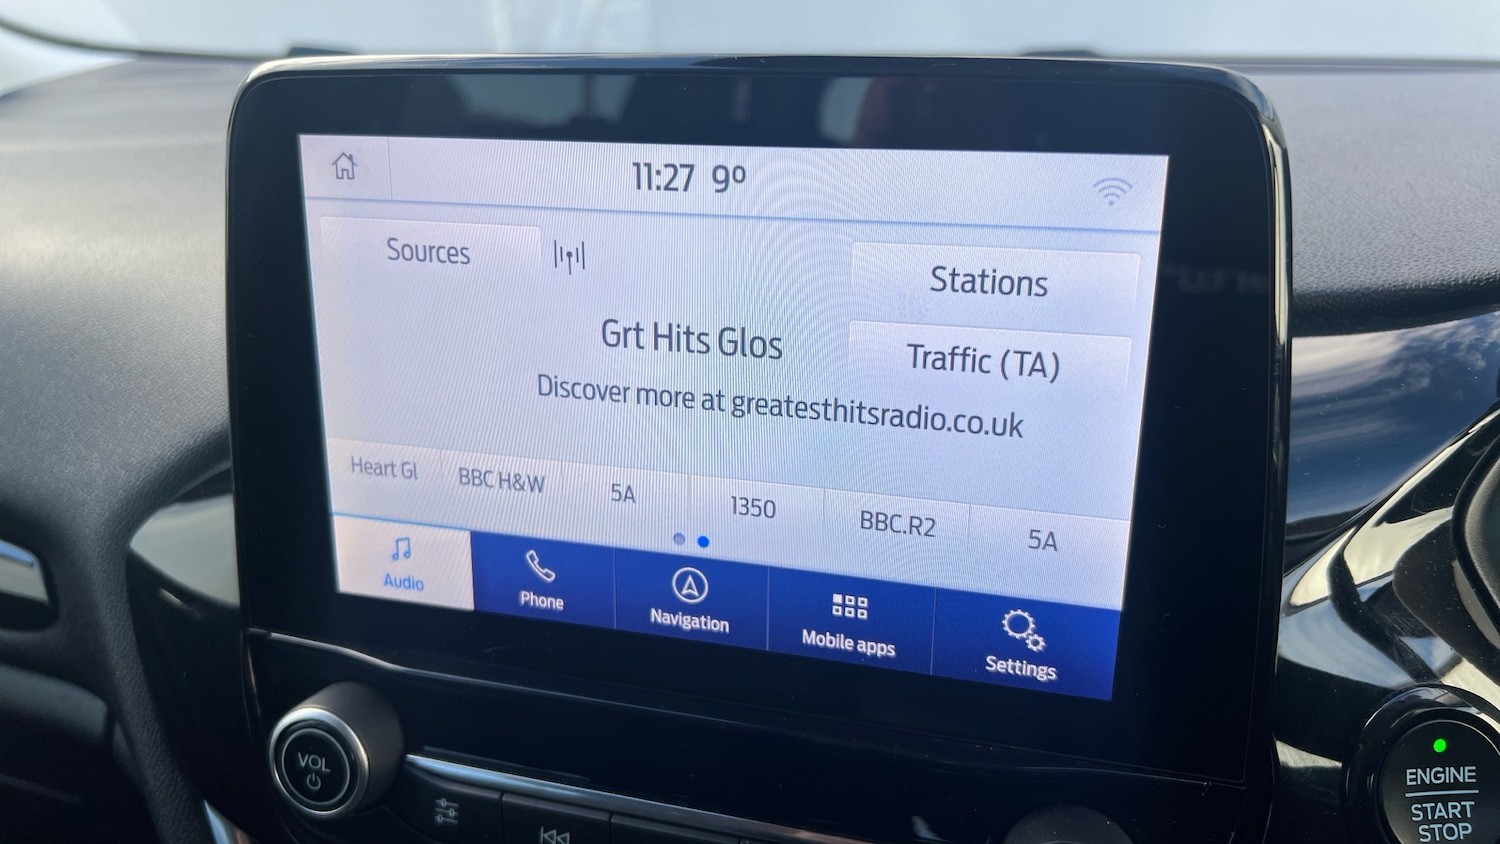 11:27 9º
Sources
Stations
Grt Hits Glos
Traffic (TA)
Discover more at greatesthitsradio.co.uk
Heart Gl BBC H&W 5A 1350 BBC.R2 5A
Audio Phone Navigation Mobile apps Settings
VOL
ENGINE
START
STOP